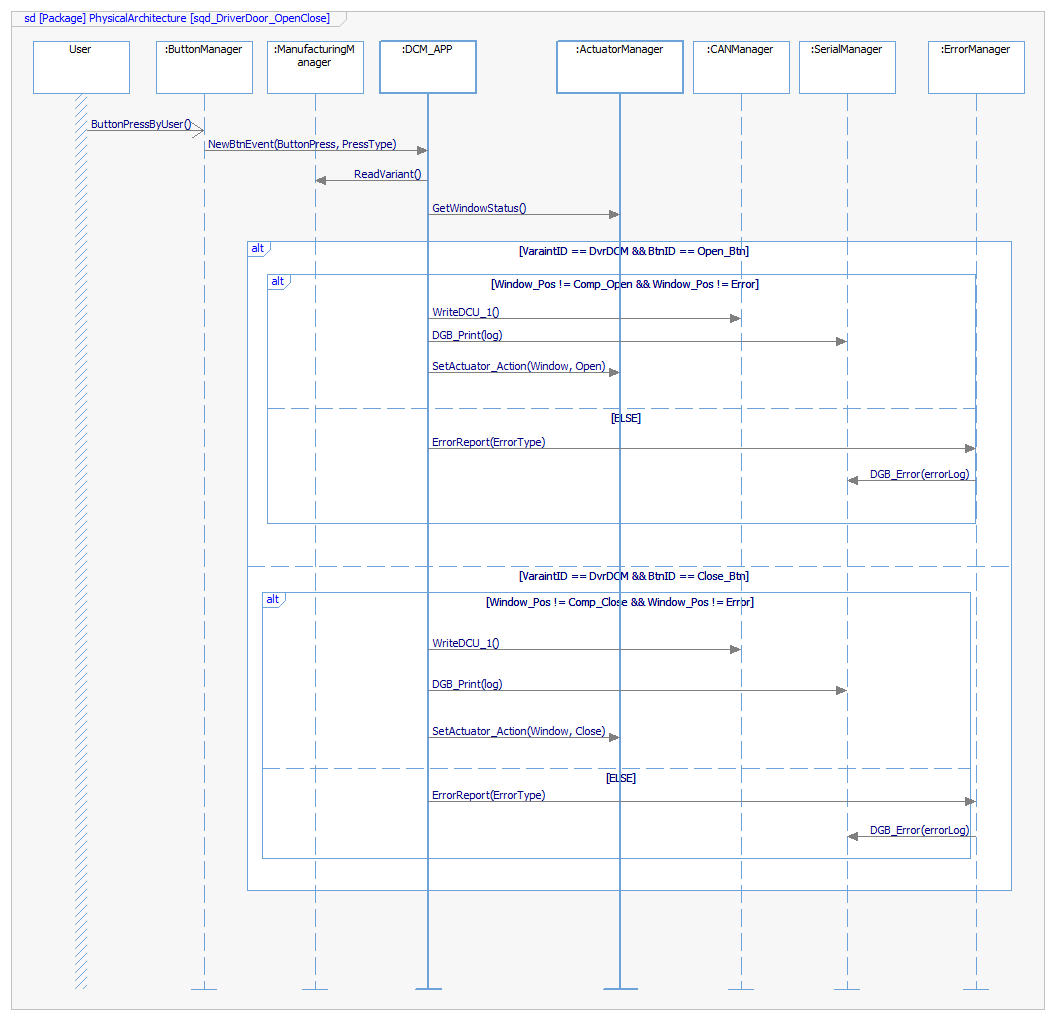 sd [Package] PhysicalArchitecture [sqd_DriverDoor_OpenClose]
User
:ButtonManager
:ManufacturingM
anager
:DCM_APP
:ActuatorManager
:CANManager
:SerialManager
:ErrorManager
ButtonPressByUser()
NewBtnEvent(ButtonPress, PressType)
ReadVariant()
GetWindowStatus()
alt
[VaraintID == DvrDCM && BtnID == Open_Btn]
alt
[Window_Pos != Comp_Open && Window_Pos != Error]
WriteDCU_1()
DGB_Print(log)
SetActuator_Action(Window, Open)
[ELSE]
ErrorReport(ErrorType)
DGB_Error(errorLog)
[VaraintID == DvrDCM && BtnID == Close_Btn]
alt
[Window_Pos != Comp_Close && Window_Pos != Error]
WriteDCU_1()
DGB_Print(log)
SetActuator_Action(Window, Close)
[ELSE]
ErrorReport(ErrorType)
DGB_Error(errorLog)